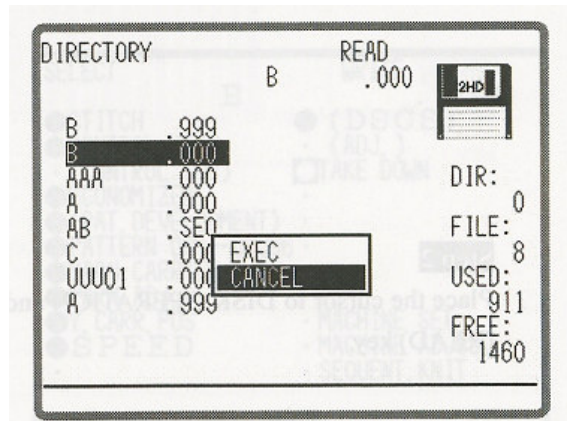 DIRECTORY READ
B .000
2HD
B .999
B .000
AAA .000
A .000
AB .SEQ
C .000
UUU01 .000
A .999
EXEC
CANCEL
DIR:
0
FILE:
8
USED:
911
FREE:
1460